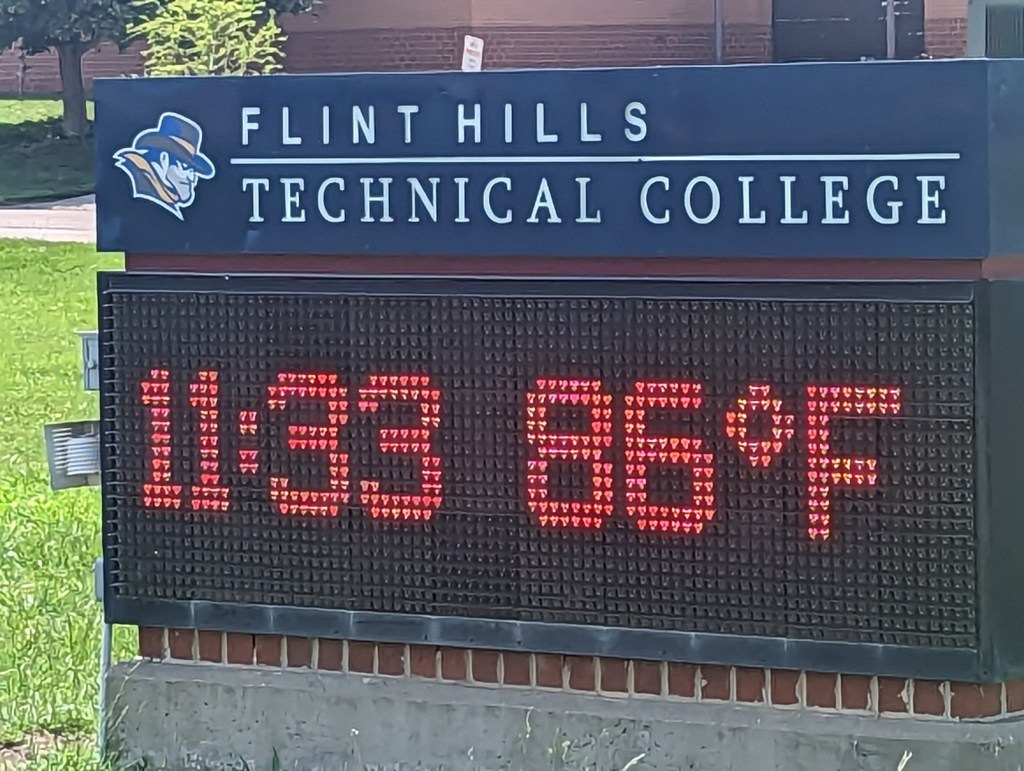 FLINT HILLS
TECHNICAL COLLEGE
11:33 86°F